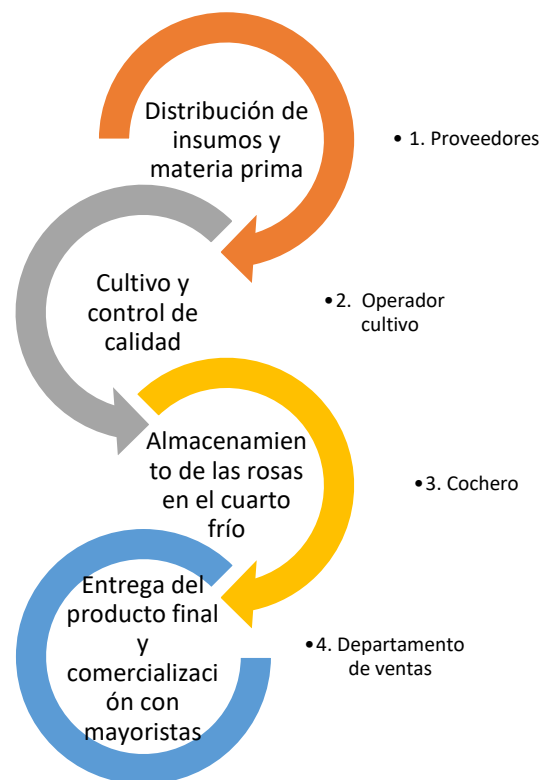 Distribución de
insumos y
materia prima
• 1. Proveedores
Cultivo y
control de
calidad
•2. Operador
cultivo
Almacenamien
to de las rosas
en el cuarto
frío
•3. Cochero
Entrega del
producto final
y
comercializaci
ón con
mayoristas
•4. Departamento
de ventas